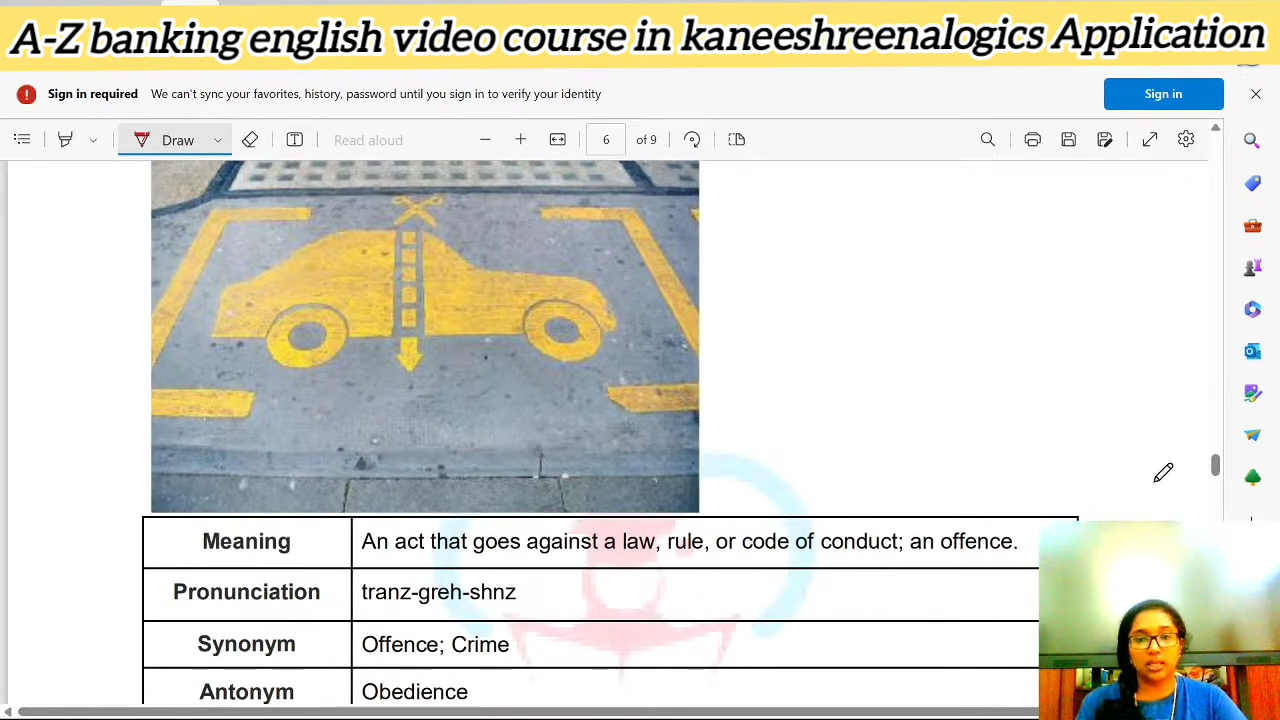 A-Z banking english video course in kaneeshreenalogics Application
Sign in required We can't sync your favorites, history, password until you sign in to verify your identity
Sign in
Draw
Read aloud
6 of 9
Meaning An act that goes against a law, rule, or code of conduct; an offence.
Pronunciation tranz-greh-shnz
Synonym Offence; Crime
Antonym Obedience